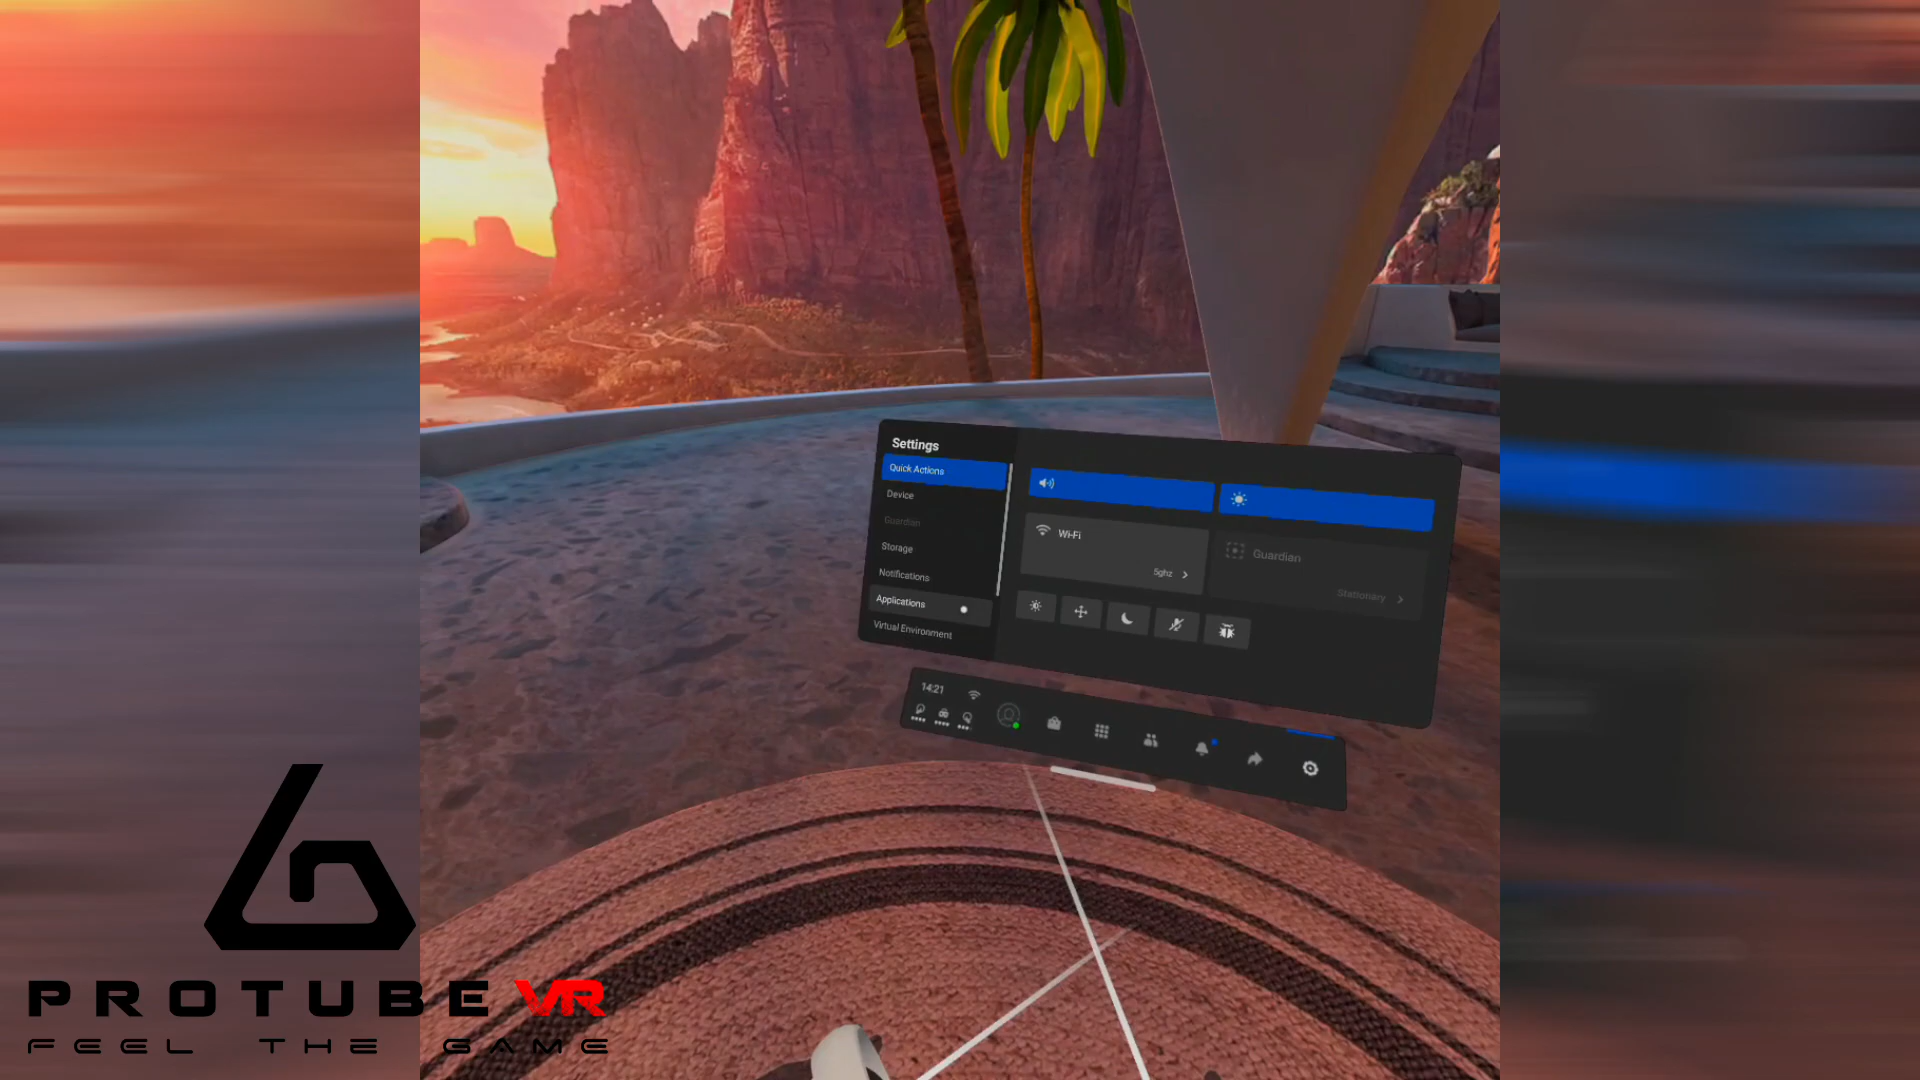 Settings
Quick Actions
Device
Guardian
Storage
Notifications
Applications
Virtual Environment
Wi-Fi
5ghz
Guardian
Stationary
14:21
PROTUBE VR
FEEL THE GAME